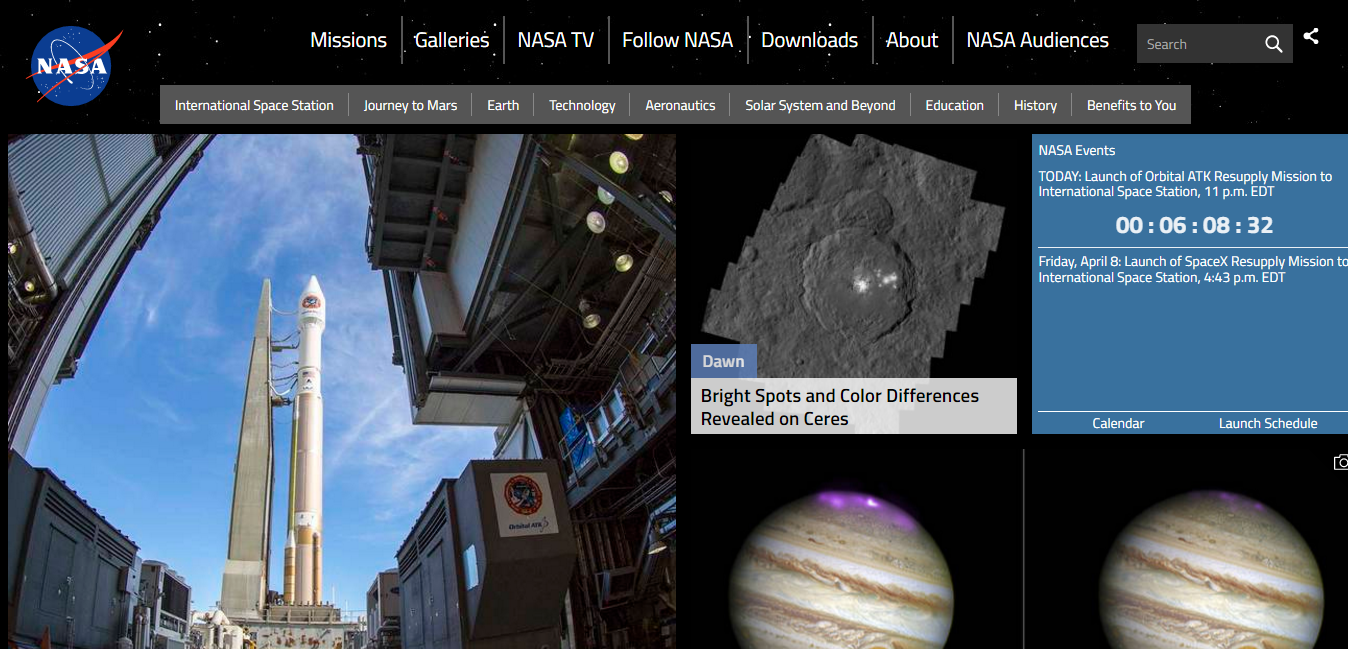 NASA
Missions
Galleries
NASA TV
Follow NASA
Downloads
About
NASA Audiences
Search
International Space Station
Journey to Mars
Earth
Technology
Aeronautics
Solar System and Beyond
Education
History
Benefits to You
Orbital ATK
Dawn
Bright Spots and Color Differences
Revealed on Ceres
NASA Events
TODAY: Launch of Orbital ATK Resupply Mission to
International Space Station, 11 p.m. EDT
00 : 06 : 08 : 32
Friday, April 8: Launch of SpaceX Resupply Mission to
International Space Station, 4:43 p.m. EDT
Calendar
Launch Schedule